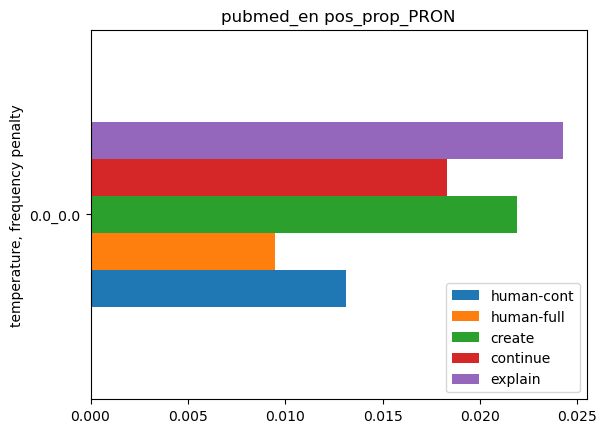 pubmed_en pos_prop_PRON
temperature, frequency penalty
0.0_0.0
human-cont
human-full
create
continue
explain
0.000 0.005 0.010 0.015 0.020 0.025